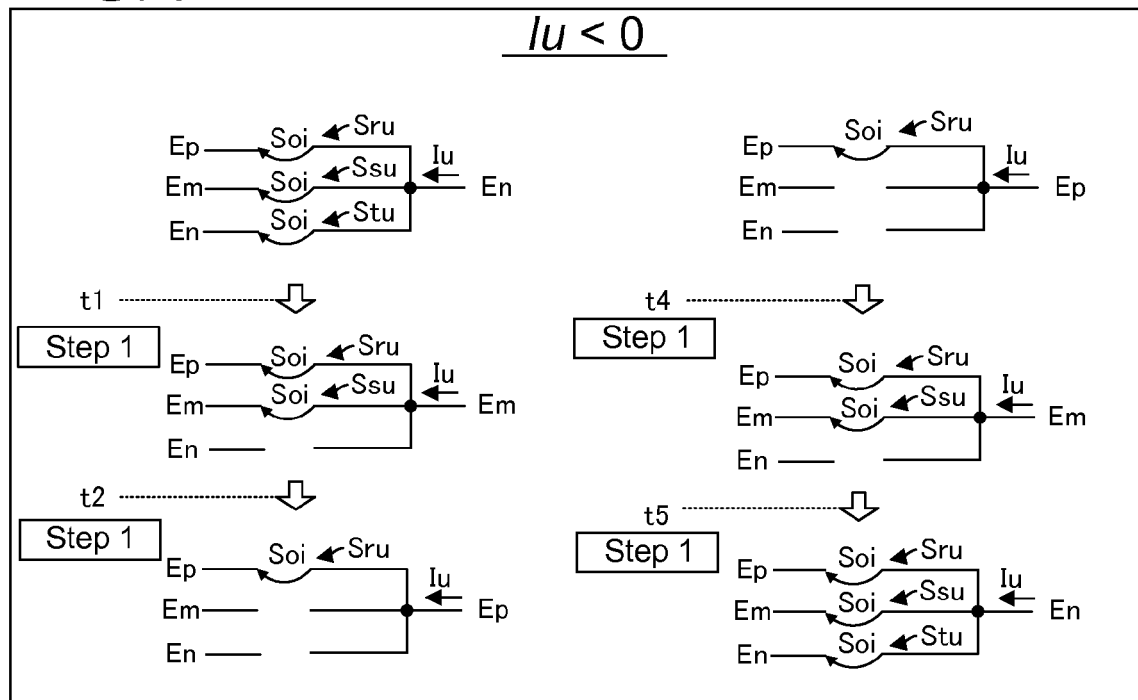 Iu < 0
Ep Soi Sru
Em Soi Ssu Iu En
En Soi Stu
t1
Step 1
Ep Soi Sru
Em Soi Ssu Iu Em
En
t2
Step 1
Ep Soi Sru
Em Iu Ep
En
Ep Soi Sru
Em Iu Ep
En
t4
Step 1
Ep Soi Sru
Em Soi Ssu Iu Em
En
t5
Step 1
Ep Soi Sru
Em Soi Ssu Iu En
En Soi Stu